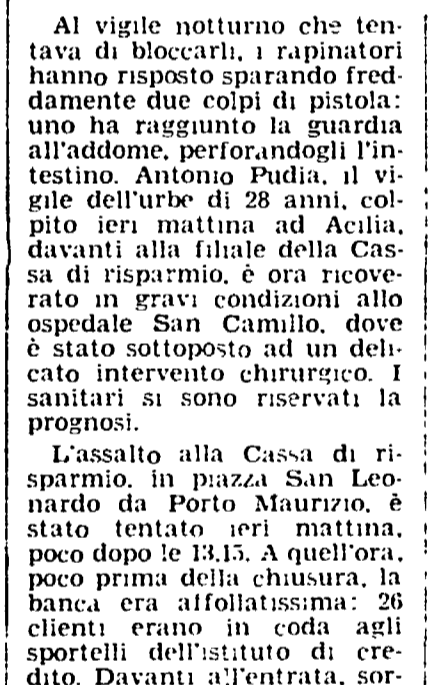 Al vigile notturno che ten-
tava di bloccarli, i rapinatori
hanno risposto sparando fred-
damente due colpi di pistola:
uno ha raggiunto la guardia
all'addome, perforandogli l'in-
testino. Antonio Pudia, il vi-
gile dell'urbe di 28 anni, col-
pito ieri mattina ad Acilia,
davanti alla filiale della Cas-
sa di risparmio, è ora ricove-
rato in gravi condizioni allo
ospedale San Camillo, dove
è stato sottoposto ad un deli-
cato intervento chirurgico. I
sanitari si sono riservati la
prognosi.
L'assalto alla Cassa di ri-
sparmio, in piazza San Leo-
nardo da Porto Maurizio, è
stato tentato ieri mattina,
poco dopo le 13,15. A quell'ora,
poco prima della chiusura, la
banca era affollatissima: 26
clienti erano in coda agli
sportelli dell'istituto di cre-
dito. Davanti all'entrata, sor-